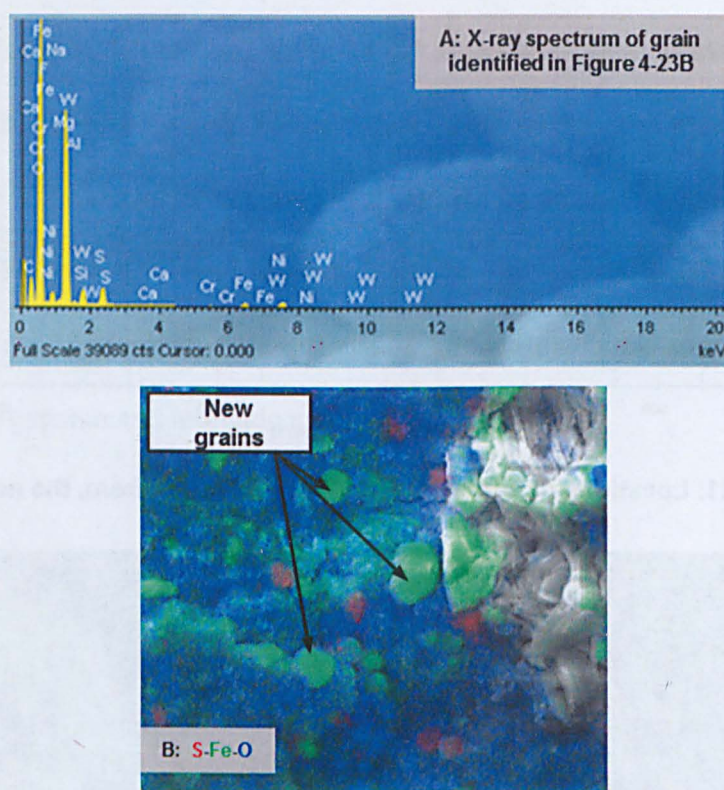 A: X-ray spectrum of grain
identified in Figure 4-23B
Fe
Ca Na
F
Fe
Ca W
Cr Mg
Cr Al
O
Ni
Ni W S
C Ni Si S
W
Ca
Ca
Cr Fe
Cr Fe
Ni W
W W
Ni
W W
W W
0 2 4 6 8 10 12 14 16 18 20
Full Scale 39089 cts Cursor: 0.000 keV
New
grains
B: S-Fe-O